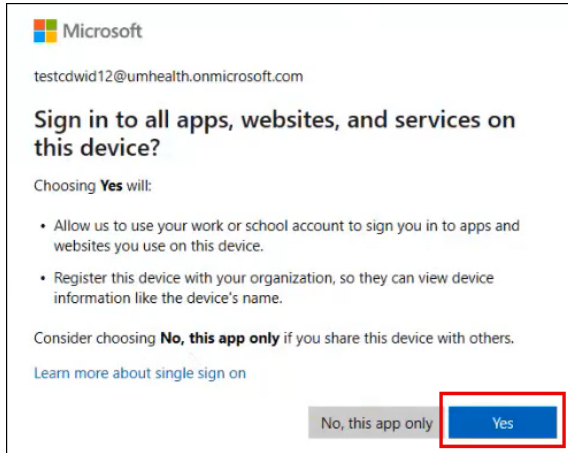 Microsoft
testcdwid12@umhealth.onmicrosoft.com
Sign in to all apps, websites, and services on
this device?
Choosing Yes will:
• Allow us to use your work or school account to sign you in to apps and
websites you use on this device.
• Register this device with your organization, so they can view device
information like the device's name.
Consider choosing No, this app only if you share this device with others.
Learn more about single sign on
No, this app only
Yes